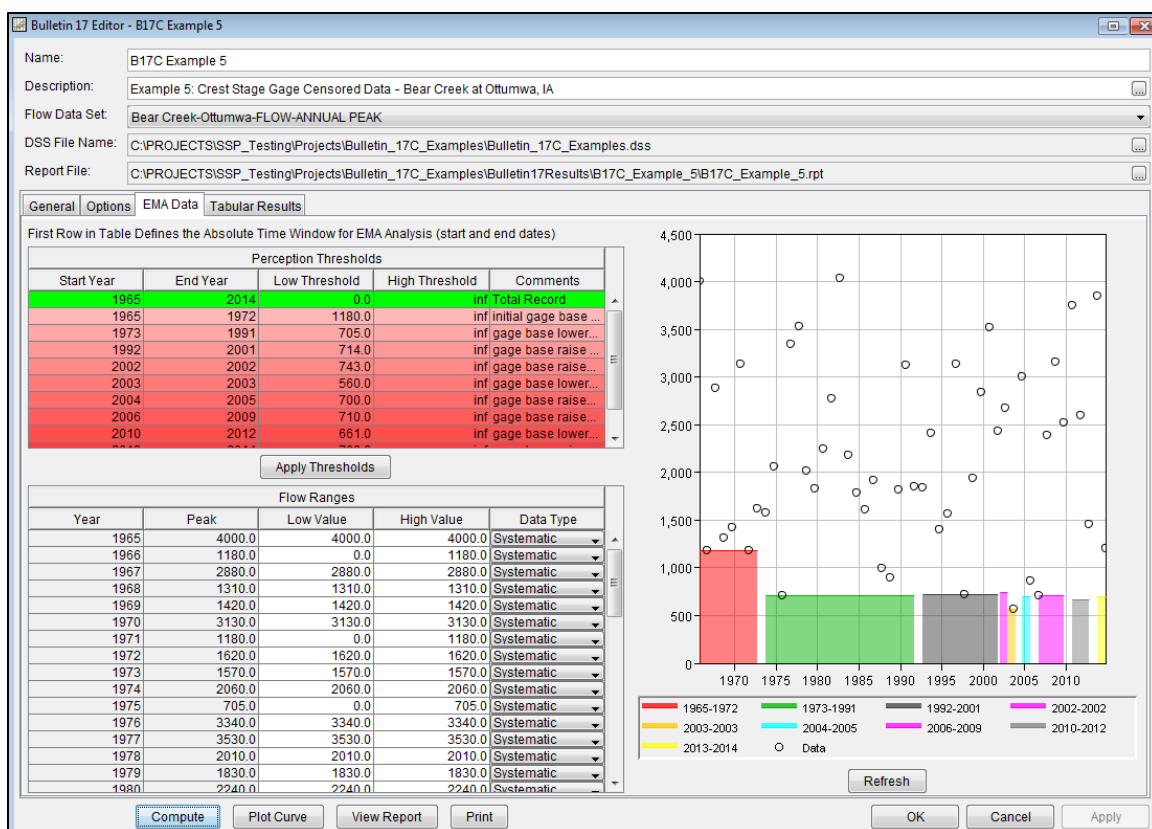 Bulletin 17 Editor - B17C Example 5
Name: B17C Example 5
Description: Example 5: Crest Stage Gage Censored Data - Bear Creek at Ottumwa, IA ...
Flow Data Set: Bear Creek-Ottumwa-FLOW-ANNUAL PEAK
DSS File Name: C:\PROJECTS\SSP_Testing\Projects\Bulletin_17C_Examples\Bulletin_17C_Examples.dss ...
Report File: C:\PROJECTS\SSP_Testing\Projects\Bulletin_17C_Examples\Bulletin17Results\B17C_Example_5\B17C_Example_5.rpt ...
General Options EMA Data Tabular Results
First Row in Table Defines the Absolute Time Window for EMA Analysis (start and end dates)
Perception Thresholds
Start Year End Year Low Threshold High Threshold Comments
1965 2014 0.0 inf Total Record
1965 1972 1180.0 inf initial gage base ...
1973 1991 705.0 inf gage base lower...
1992 2001 714.0 inf gage base raise ...
2002 2002 743.0 inf gage base raise...
2003 2003 560.0 inf gage base lower...
2004 2005 700.0 inf gage base raise...
2006 2009 710.0 inf gage base raise...
2010 2012 661.0 inf gage base lower...
Apply Thresholds
Flow Ranges
Year Peak Low Value High Value Data Type
1965 4000.0 4000.0 4000.0 Systematic
1966 1180.0 0.0 1180.0 Systematic
1967 2880.0 2880.0 2880.0 Systematic
1968 1310.0 1310.0 1310.0 Systematic
1969 1420.0 1420.0 1420.0 Systematic
1970 3130.0 3130.0 3130.0 Systematic
1971 1180.0 0.0 1180.0 Systematic
1972 1620.0 1620.0 1620.0 Systematic
1973 1570.0 1570.0 1570.0 Systematic
1974 2060.0 2060.0 2060.0 Systematic
1975 705.0 0.0 705.0 Systematic
1976 3340.0 3340.0 3340.0 Systematic
1977 3530.0 3530.0 3530.0 Systematic
1978 2010.0 2010.0 2010.0 Systematic
1979 1830.0 1830.0 1830.0 Systematic
1980 2240.0 2240.0 2240.0 Systematic
4,500
4,000
3,500
3,000
2,500
2,000
1,500
1,000
500
0
1970 1975 1980 1985 1990 1995 2000 2005 2010
1965-1972 1973-1991 1992-2001 2002-2002
2003-2003 2004-2005 2006-2009 2010-2012
2013-2014 Data
Refresh
Compute Plot Curve View Report Print OK Cancel Apply